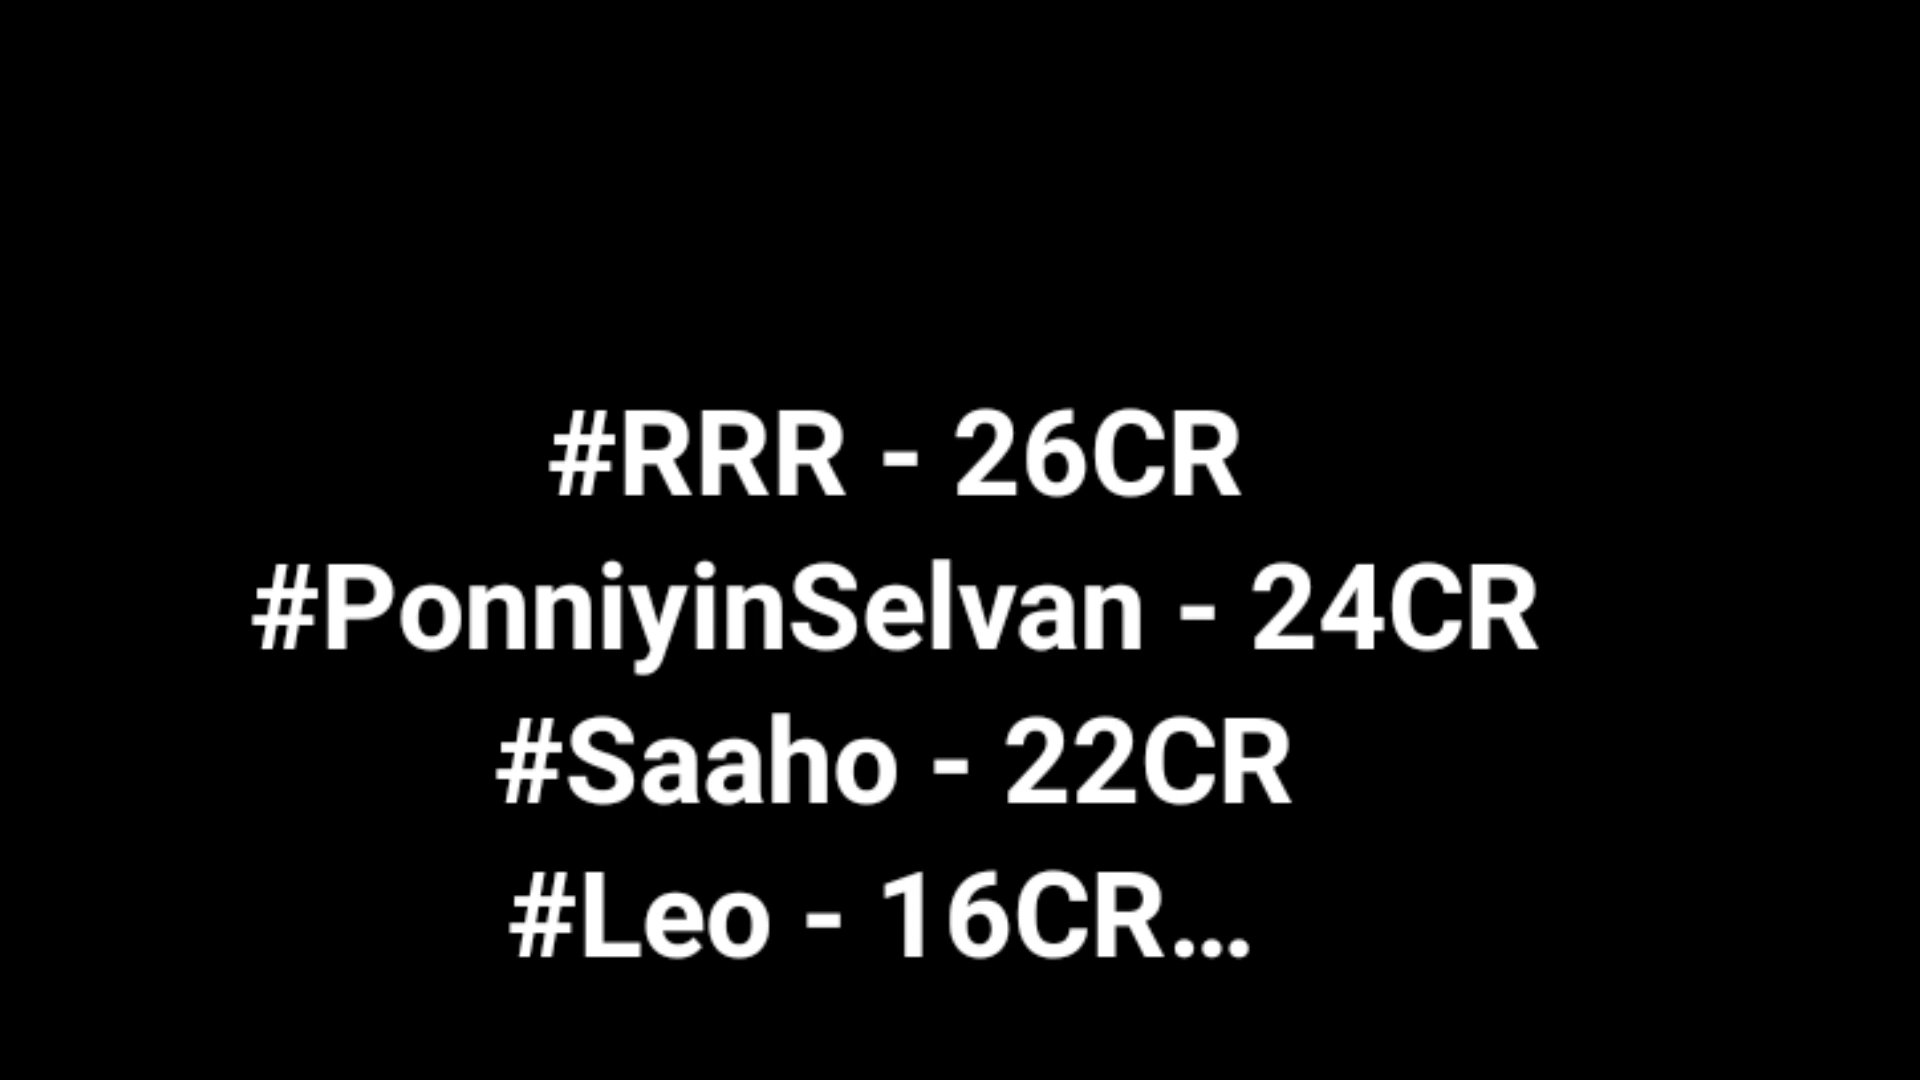 #RRR - 26CR
#PonniyinSelvan - 24CR
#Saaho - 22CR
#Leo - 16CR...